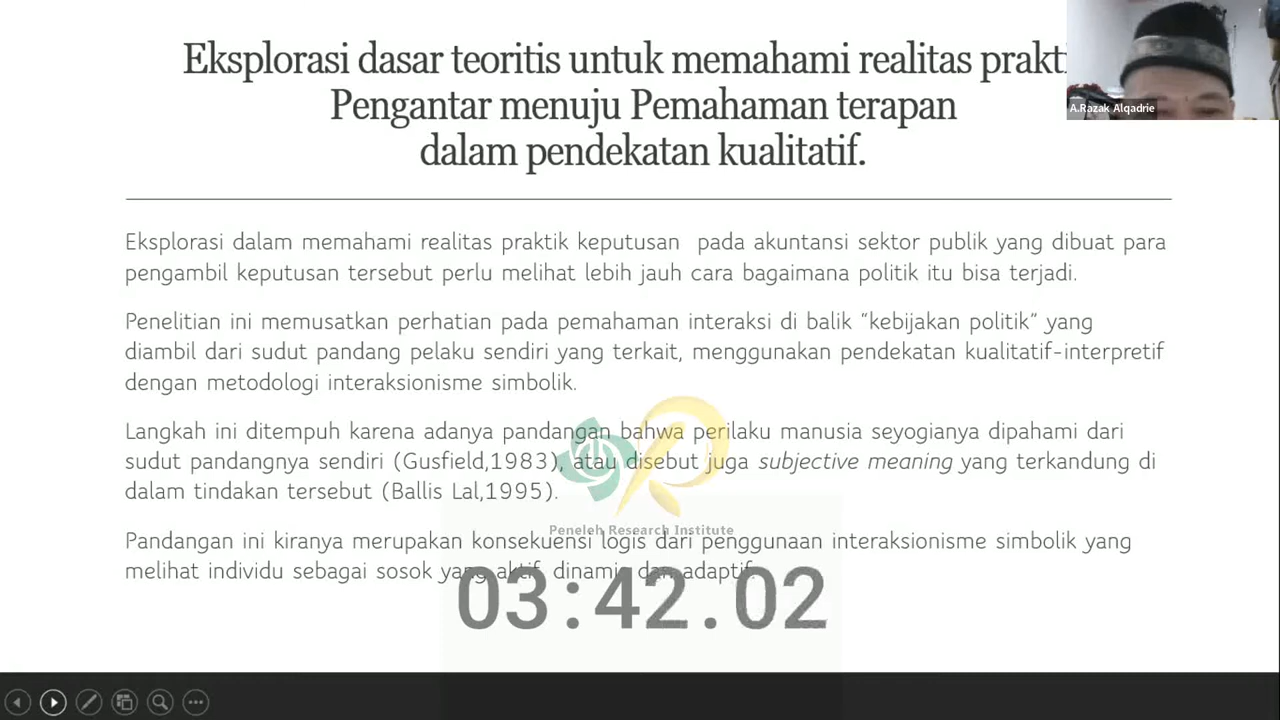 Eksplorasi dasar teoritis untuk memahami realitas prakti
Pengantar menuju Pemahaman terapan
dalam pendekatan kualitatif.
A.Razak Alqadrie
Eksplorasi dalam memahami realitas praktik keputusan pada akuntansi sektor publik yang dibuat para
pengambil keputusan tersebut perlu melihat lebih jauh cara bagaimana politik itu bisa terjadi.
Penelitian ini memusatkan perhatian pada pemahaman interaksi di balik “kebijakan politik” yang
diambil dari sudut pandang pelaku sendiri yang terkait, menggunakan pendekatan kualitatif-interpretif
dengan metodologi interaksionisme simbolik.
Langkah ini ditempuh karena adanya pandangan bahwa perilaku manusia seyogianya dipahami dari
sudut pandangnya sendiri (Gusfield,1983), atau disebut juga subjective meaning yang terkandung di
dalam tindakan tersebut (Ballis Lal,1995).
Peneleh Research Institute
Pandangan ini kiranya merupakan konsekuensi logis dari penggunaan interaksionisme simbolik yang
melihat individu sebagai sosok yang aktif, dinamis dan adaptif.
03:42.02